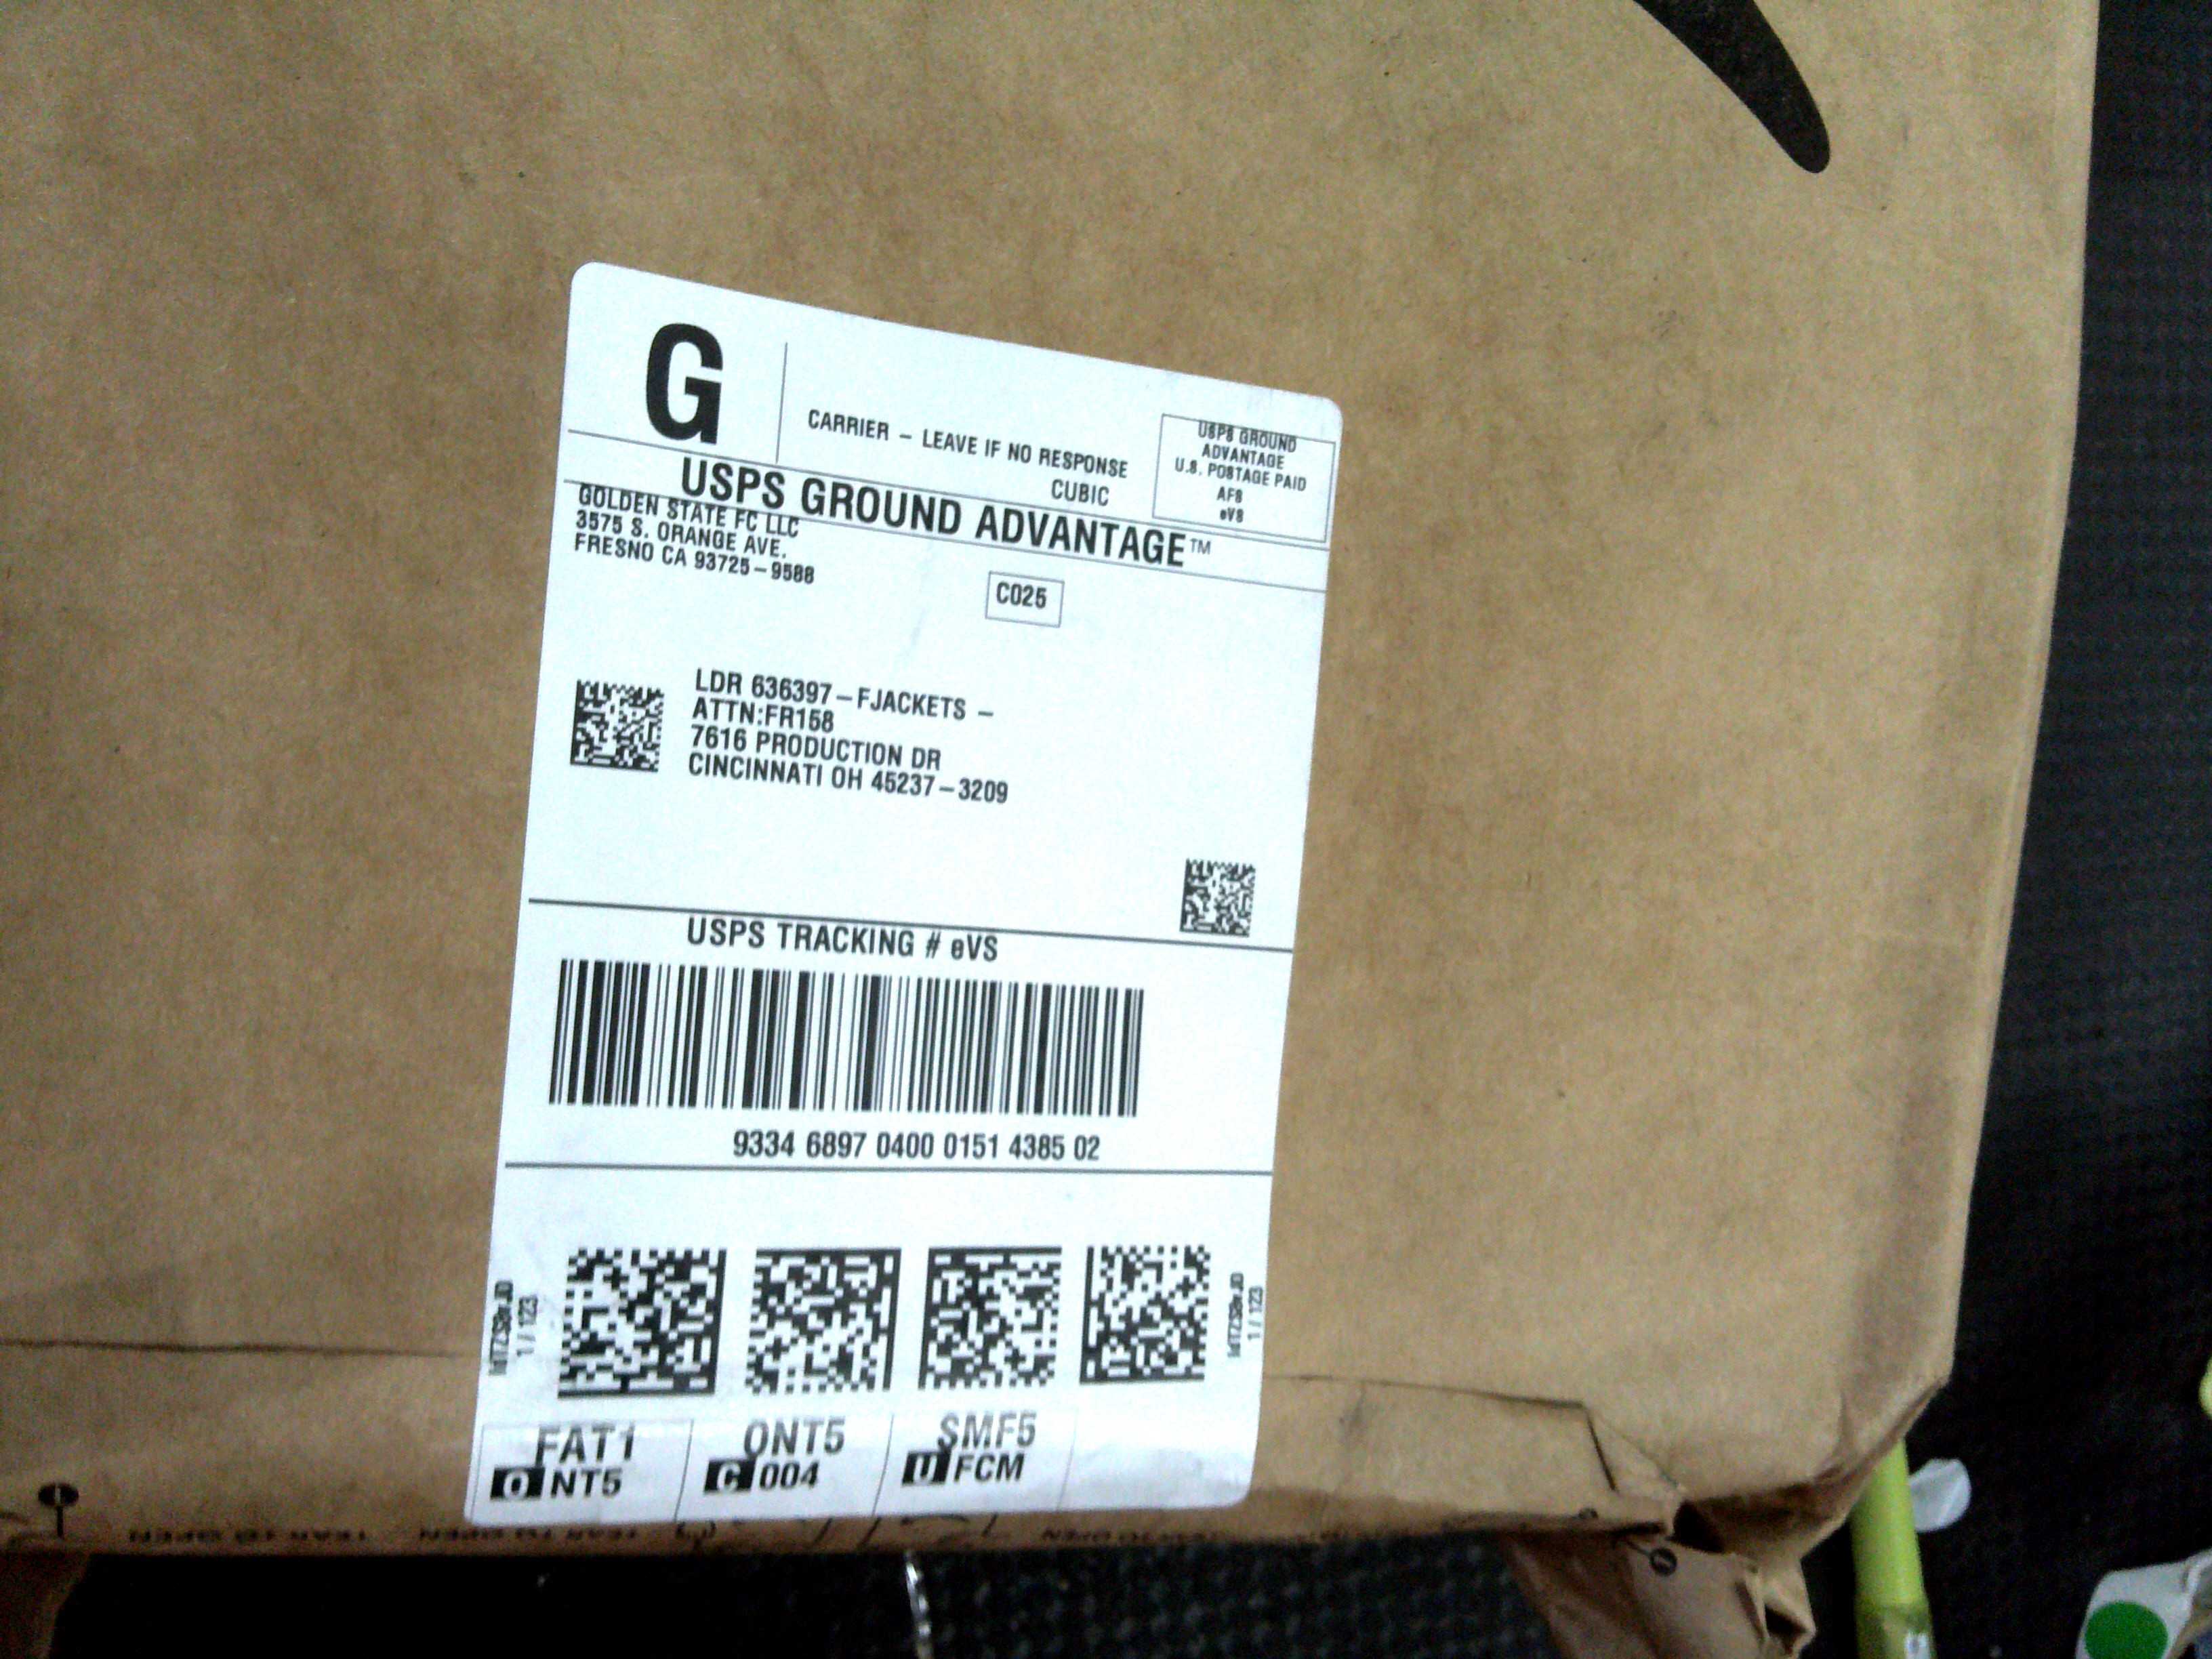 G
CARRIER – LEAVE IF NO RESPONSE
CUBIC
USPS GROUND
ADVANTAGE
U.S. POSTAGE PAID
AFS
eVS
USPS GROUND ADVANTAGE™
GOLDEN STATE FC LLC
3575 S. ORANGE AVE.
FRESNO CA 93725-9588
C025
LDR 636397-FJACKETS -
ATTN:FR158
7616 PRODUCTION DR
CINCINNATI OH 45237-3209
USPS TRACKING # eVS
9334 6897 0400 0151 4385 02
1 / 123
1 / 123
FAT1
ONT5
SMF5
O NT5
C 004
U FCM
TEAR TO OPEN